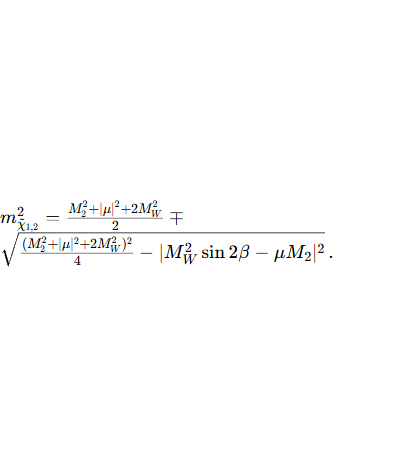 $m^2_{\tilde{\chi}_{1,2}} = \frac{M_2^2+|\mu|^2+2M_W^2}{2} \mp$
$\sqrt{\frac{(M_2^2+|\mu|^2+2M_W^2)^2}{4} - |M_W^2 \sin 2\beta - \mu M_2|^2}\,.$